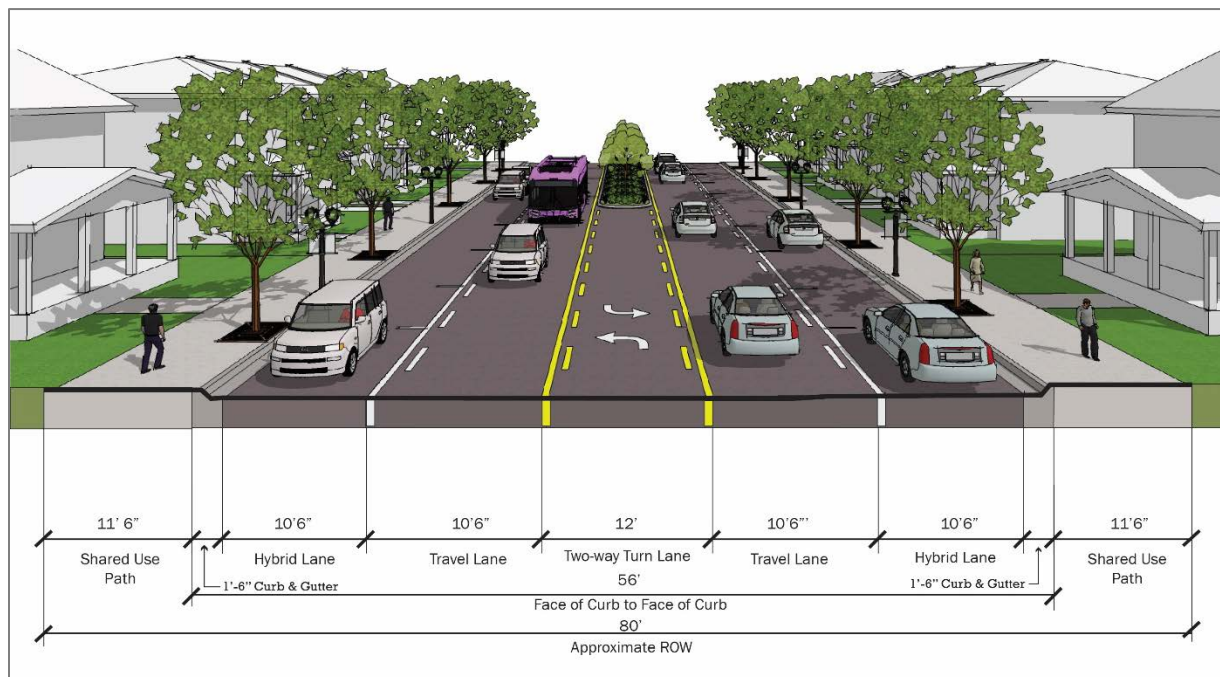 11' 6" 10'6" 10'6" 12' 10'6"' 10'6" 11'6"
Shared Use Path
Hybrid Lane
Travel Lane
Two-way Turn Lane
Travel Lane
Hybrid Lane
Shared Use Path
1'-6" Curb & Gutter
1'-6" Curb & Gutter
56'
Face of Curb to Face of Curb
80'
Approximate ROW